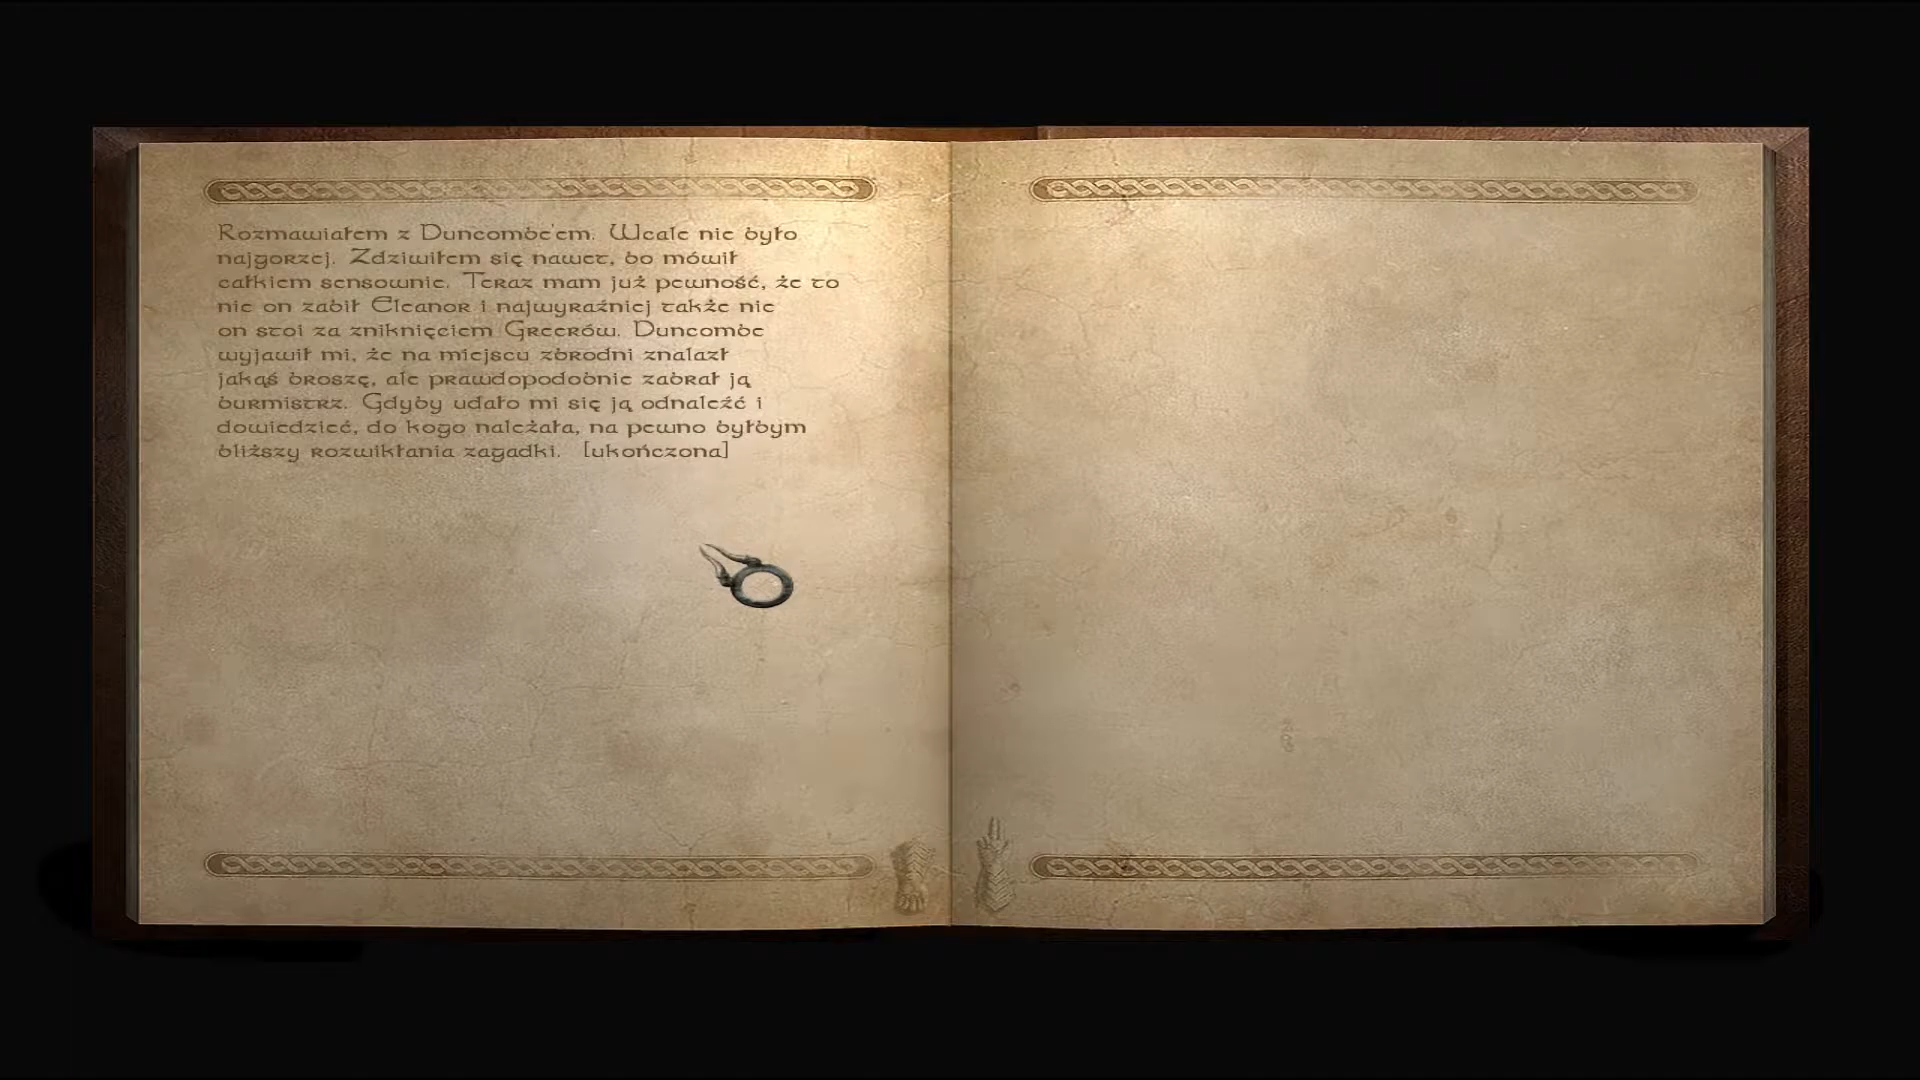 Rozmawiałem z Duncombe'em. Wcale nie było
najgorzej. Zdziwiłem się nawet, bo mówił
całkiem sensownie. Teraz mam już pewność, że to
nie on zabił Eleanor i najwyraźniej także nie
on stoi za zniknięciem Greerów. Duncombe
wyjawił mi, że na miejscu zbrodni znalazł
jakąś broszę, ale prawdopodobnie zabrał ją
burmistrz. Gdyby udało mi się ją odnaleźć i
dowiedzieć, do kogo należała, na pewno byłbym
bliższy rozwikłania zagadki. [ukończona]